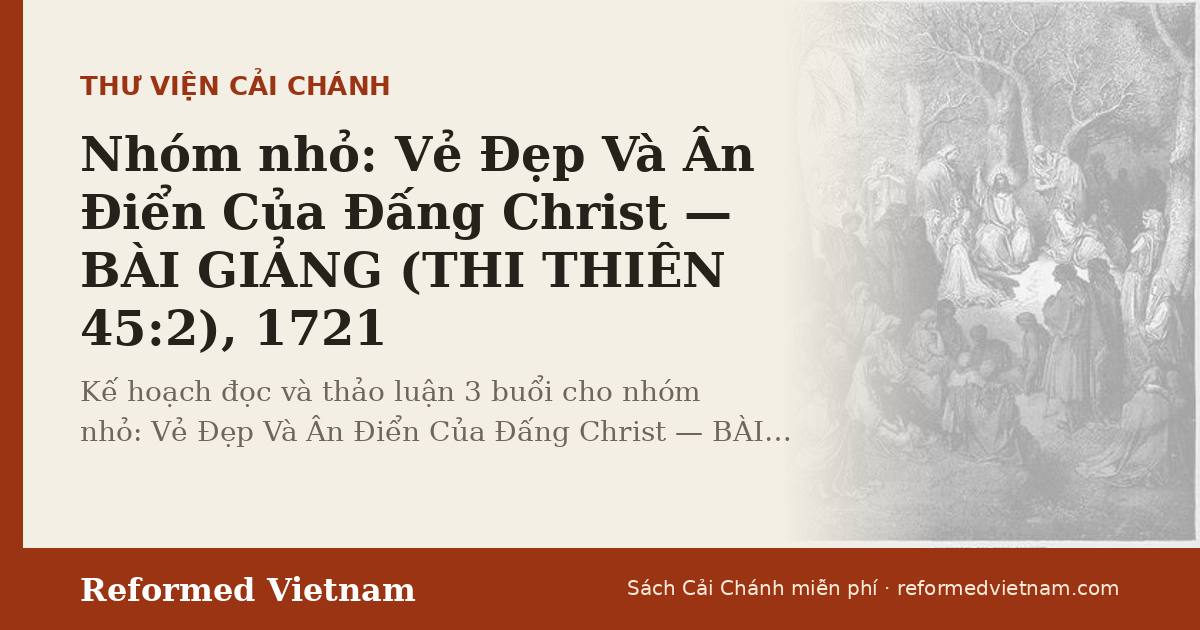 THƯ VIỆN CẢI CHÁNH
Nhóm nhỏ: Vẻ Đẹp Và Ân
Điển Của Đấng Christ —
BÀI GIẢNG (THI THIÊN
45:2), 1721
Kế hoạch đọc và thảo luận 3 buổi cho nhóm
nhỏ: Vẻ Đẹp Và Ân Điển Của Đấng Christ — BÀI...
Reformed Vietnam
Sách Cải Chánh miễn phí · reformedvietnam.com